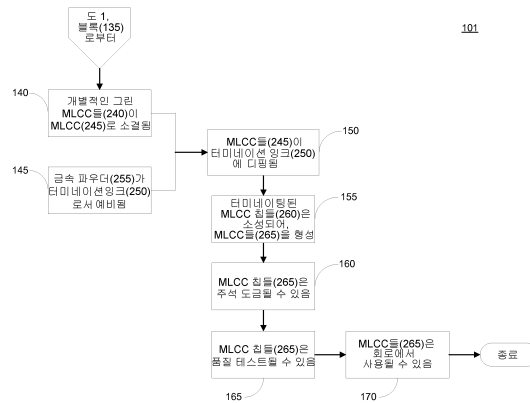 도 1,
블록(135)
로부터
101
140
개별적인 그린
MLCC들(240)이
MLCC(245)로 소결됨
145
금속 파우더(255)가
터미네이션잉크(250)
로서 예비됨
150
MLCC들(245)이
터미네이션 잉크(250)
에 디핑됨
155
터미네이팅된
MLC 칩들(260)은
소성되어,
MLCC들(265)을 형성
160
MLCC 칩들(265)은
주석 도금될 수 있음
MLCC 칩들(265)은
품질 테스트될 수 있음
165
MLCC들(265)은
회로에서
사용될 수 있음
170
종료